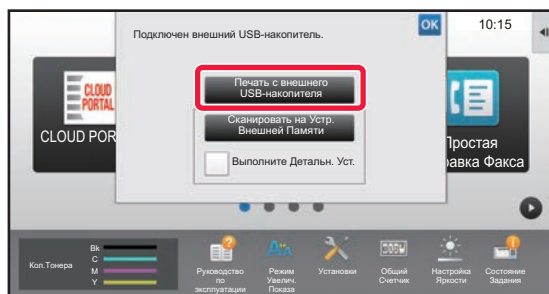 Подключен внешний USB-накопитель.
OK
10:15
Печать с внешнего
USB-накопителя
Сканировать на Устр.
Внешней Памяти
Выполните Детальн. Уст.
CLOUD
PORTAL
CLOUD POR
Простая
равка Факса
Кол.Тонера
Bk
C
M
Y
Руководство
по
эксплуатации
Режим
Увелич.
Показа
Установки
Общий
Счетчик
Настройка
Яркости
Состояние
Задания